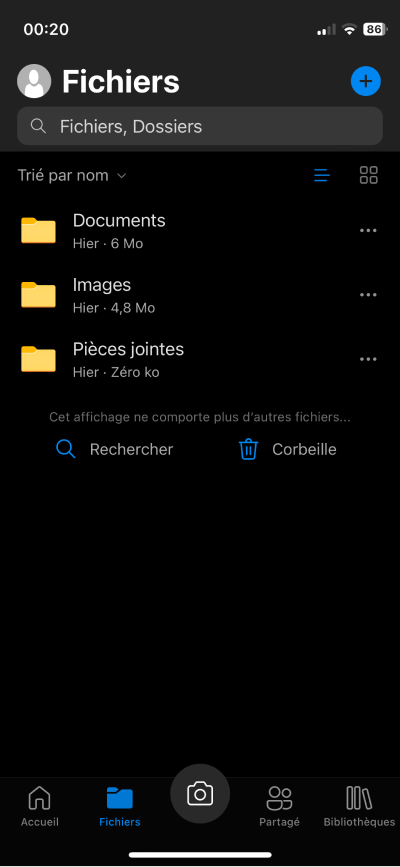 00:20
86
Fichiers
Fichiers, Dossiers
Trié par nom
Documents
Hier · 6 Mo
Images
Hier · 4,8 Mo
Pièces jointes
Hier · Zéro ko
Cet affichage ne comporte plus d’autres fichiers...
Rechercher
Corbeille
Accueil
Fichiers
Partagé
Bibliothèques